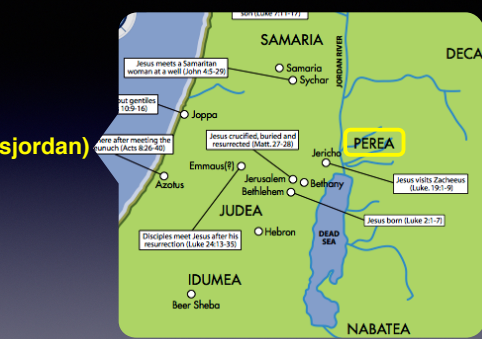 son (Luke 7:11-17)
SAMARIA
JORDAN RIVER
DECA
Jesus meets a Samaritan
woman at a well (John 4:5-29)
Samaria
Sychar
out gentiles
10:9-16)
Joppa
sjordan)
here after meeting the
unuch (Acts 8:26-40)
Azotus
Jesus crucified, buried and
resurrected (Matt. 27-28)
Jericho
PEREA
Emmaus(?)
Jerusalem
Bethany
Bethlehem
Jesus visits Zacheeus
(Luke. 19:1-9)
JUDEA
Jesus born (Luke 2:1-7)
Disciples meet Jesus after his
resurrection (Luke 24:13-35)
Hebron
DEAD
SEA
IDUMEA
Beer Sheba
NABATEA